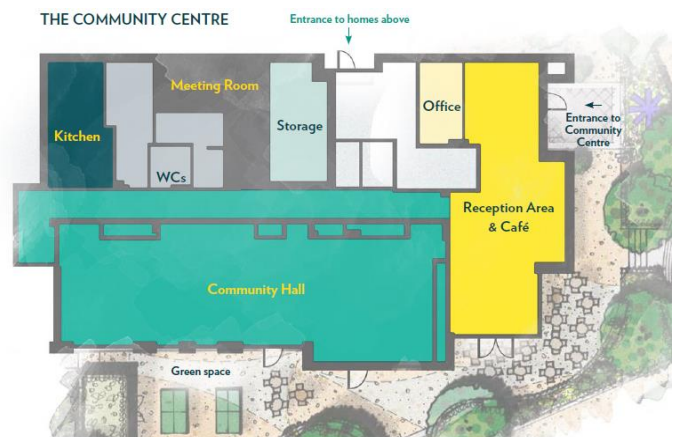 THE COMMUNITY CENTRE
Entrance to homes above
Meeting Room
Office
Storage
Kitchen
Entrance to
Community
Centre
WCs
Reception Area
& Café
Community Hall
Green space